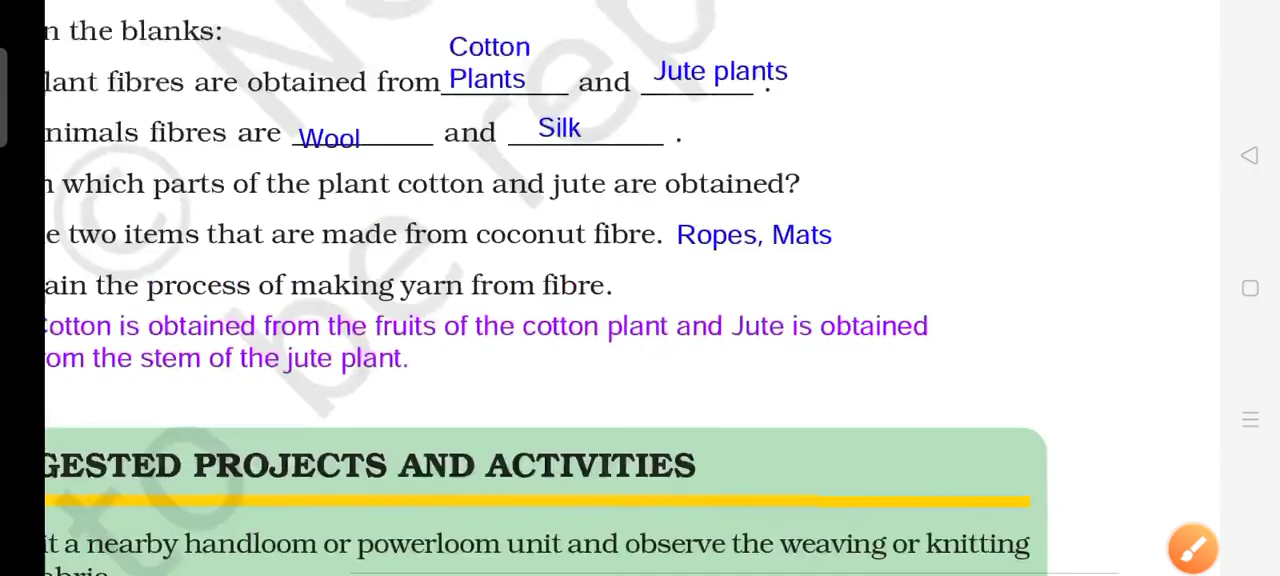 n the blanks:
Cotton
lant fibres are obtained from Plants and Jute plants .
nimals fibres are Wool and Silk .
n which parts of the plant cotton and jute are obtained?
e two items that are made from coconut fibre. Ropes, Mats
ain the process of making yarn from fibre.
Cotton is obtained from the fruits of the cotton plant and Jute is obtained
om the stem of the jute plant.
GESTED PROJECTS AND ACTIVITIES
it a nearby handloom or powerloom unit and observe the weaving or knitting
abric